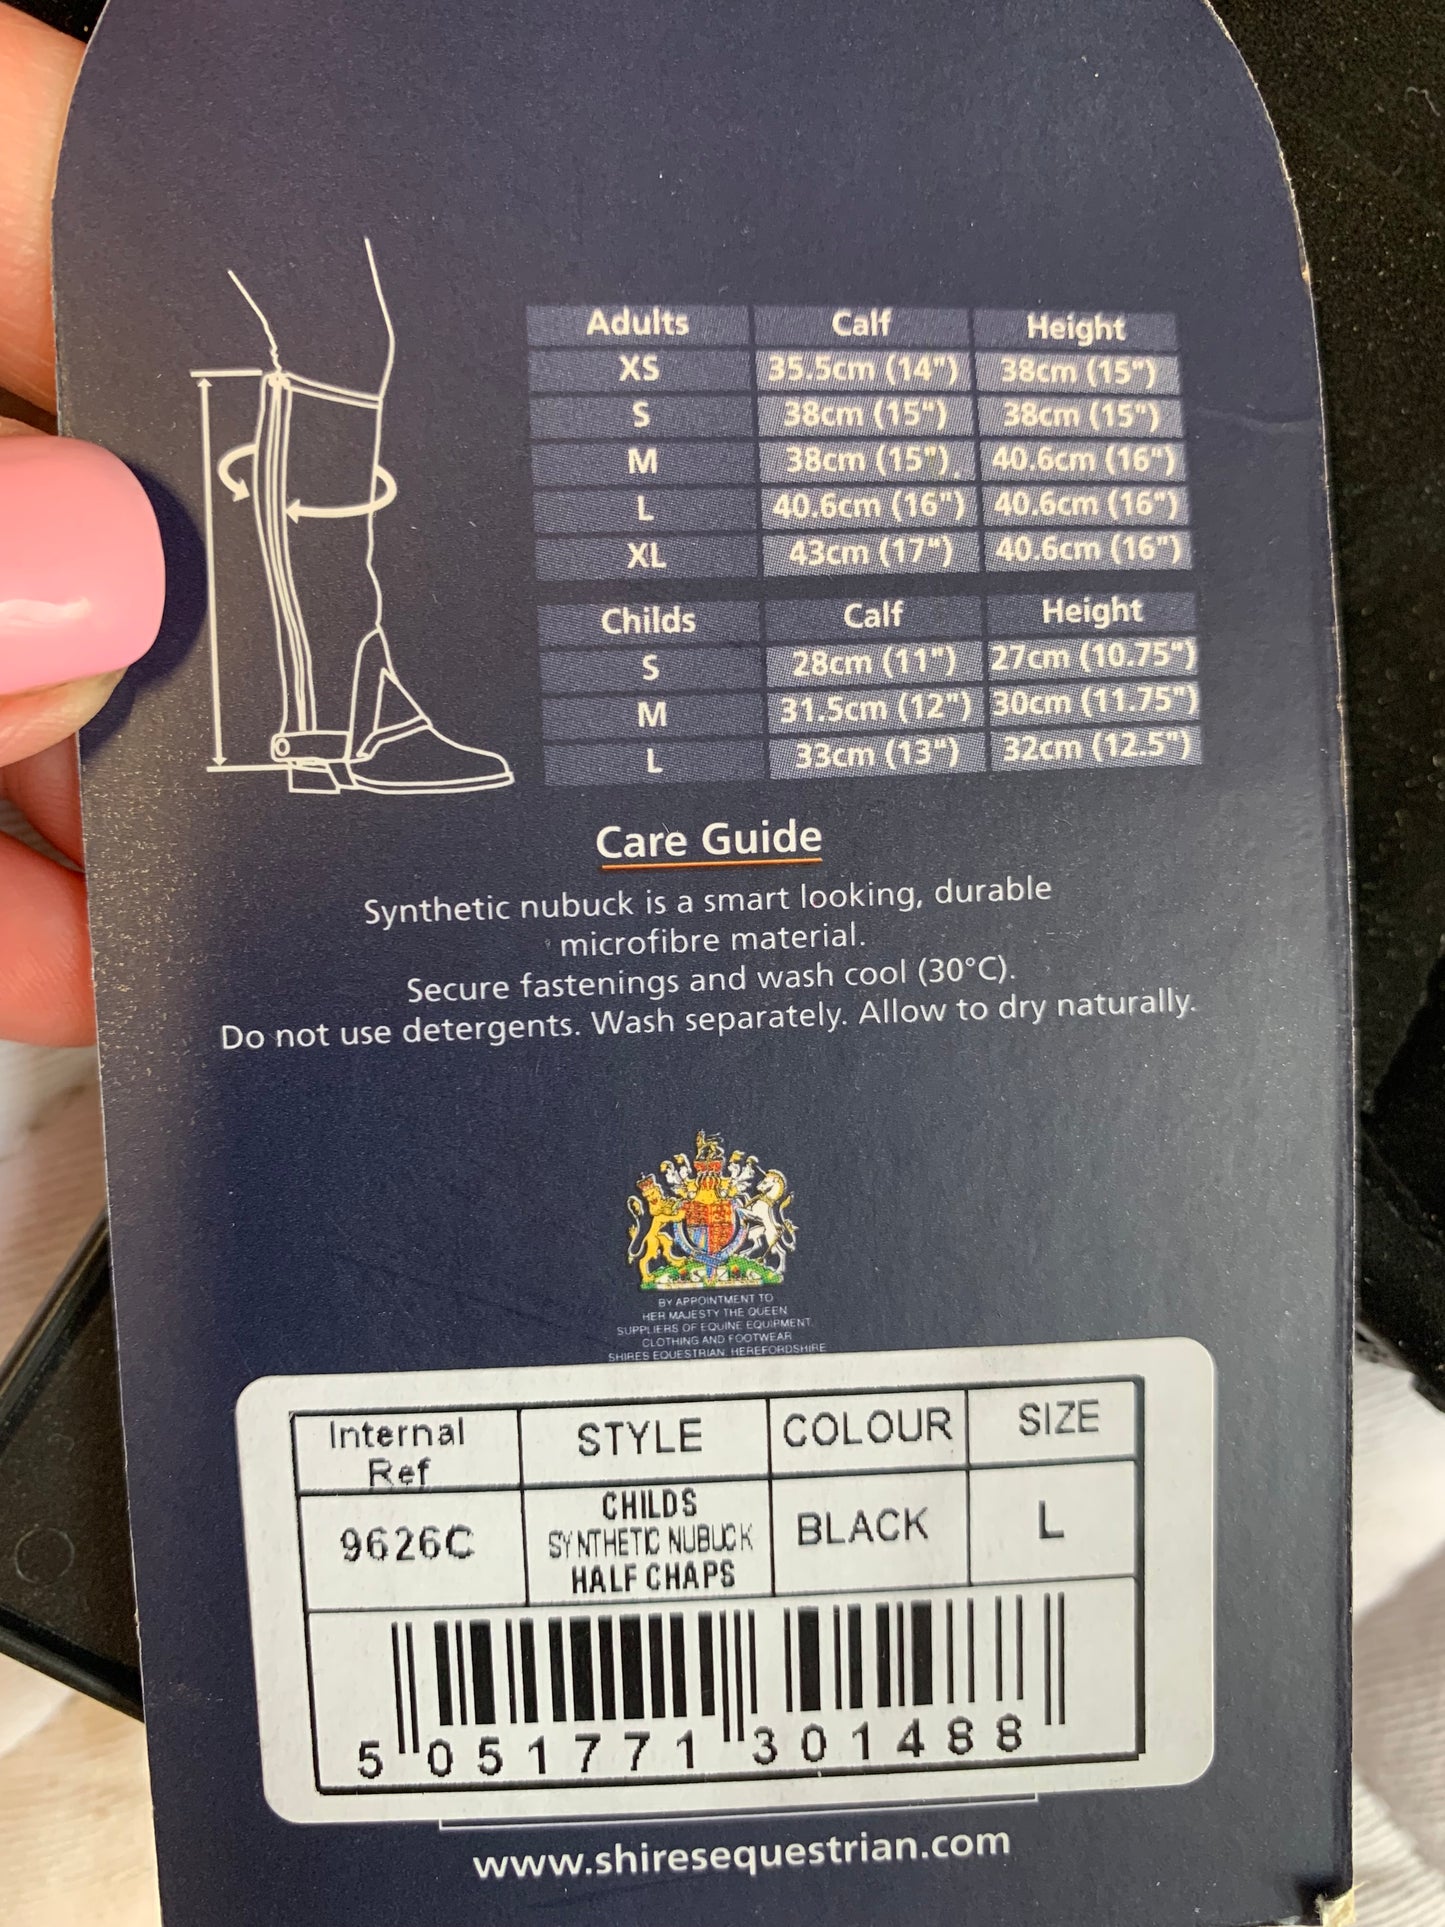 Adults Calf Height
XS 35.5cm (14") 38cm (15")
S 38cm (15") 38cm (15")
M 38cm (15") 40.6cm (16")
L 40.6cm (16") 40.6cm (16")
XL 43cm (17") 40.6cm (16")
Childs Calf Height
S 28cm (11") 27cm (10.75")
M 31.5cm (12") 30cm (11.75")
L 33cm (13") 32cm (12.5")
Care Guide
Synthetic nubuck is a smart looking, durable
microfibre material.
Secure fastenings and wash cool (30°C).
Do not use detergents. Wash separately. Allow to dry naturally.
BY APPOINTMENT TO
HER MAJESTY THE QUEEN
SUPPLIERS OF EQUINE EQUIPMENT
CLOTHING AND FOOTWEAR
SHIRES EQUESTRIAN, HEREFORDSHIRE
Internal STYLE COLOUR SIZE
Ref
CHILDS
9626C SYNTHETIC NUBUCK BLACK L
HALF CHAPS
5 051771 301488
www.shiresequestrian.com